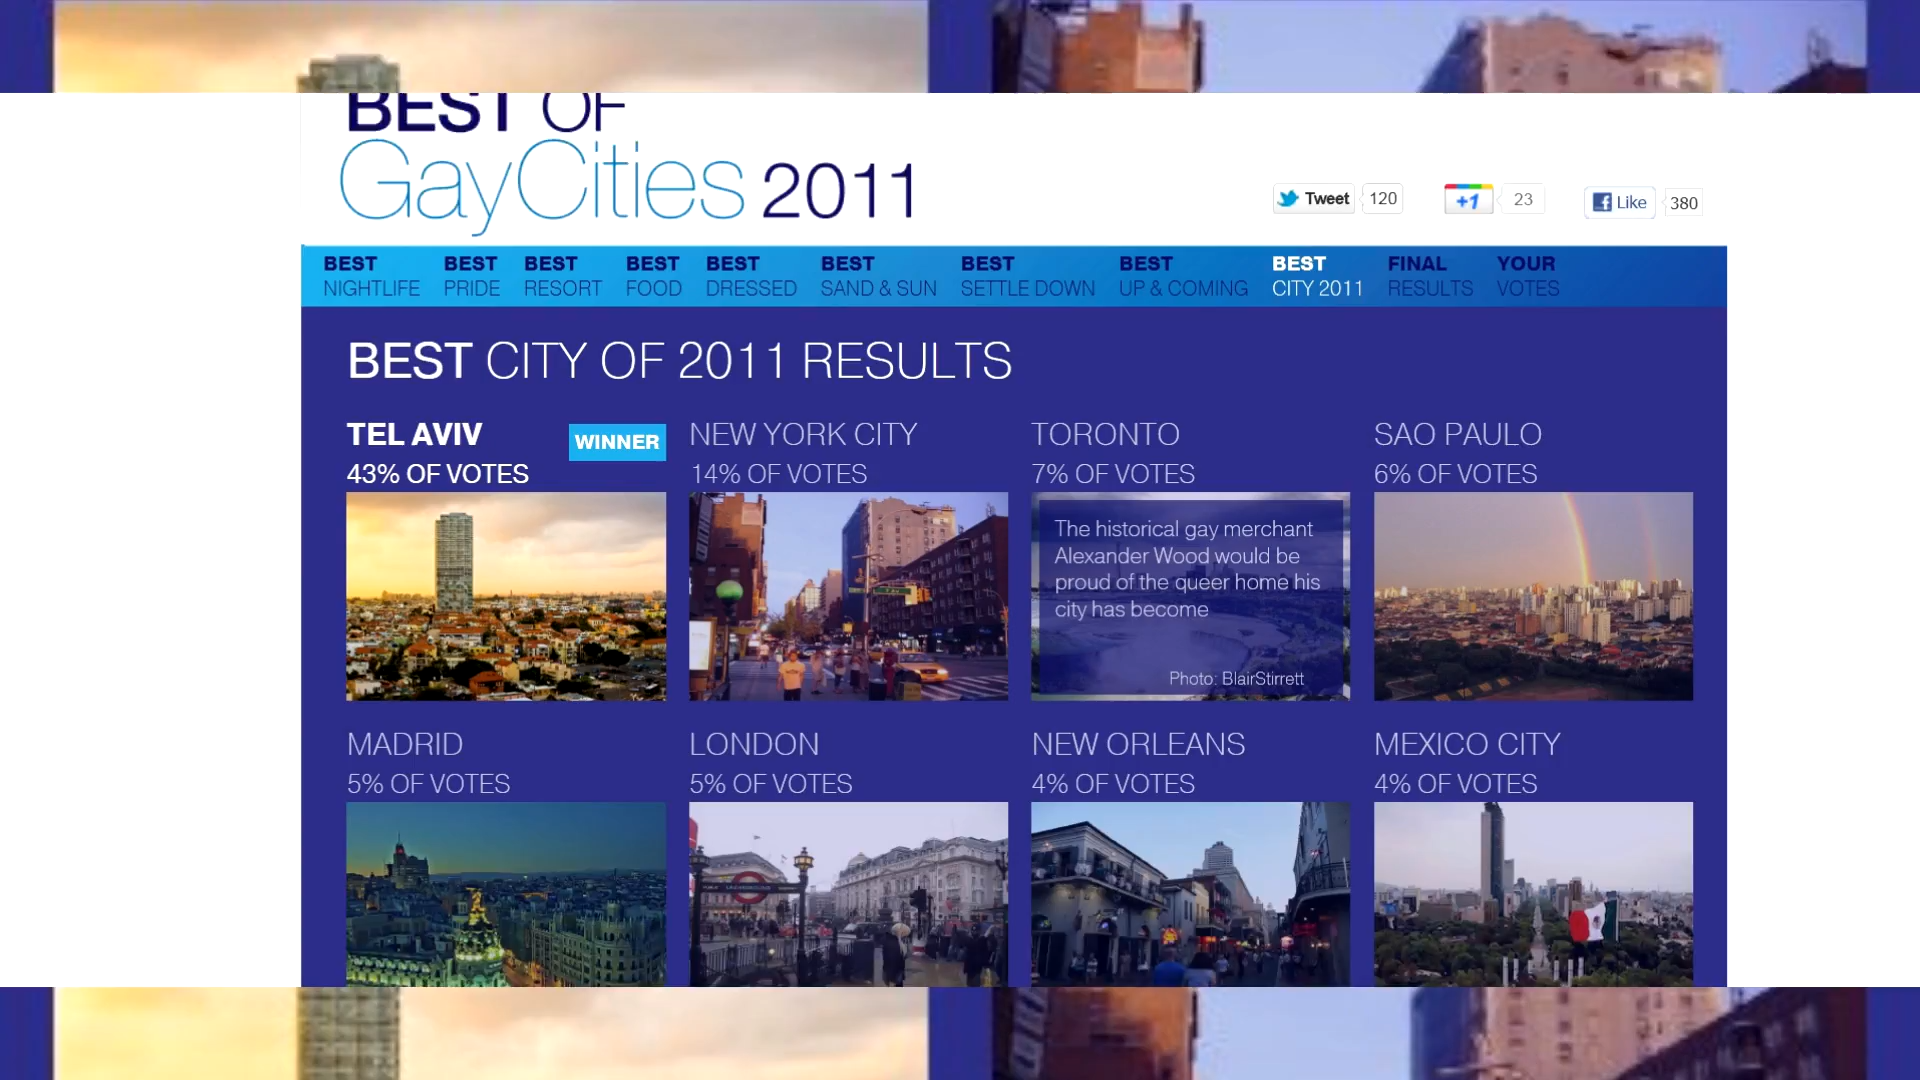 BEST OF
GayCities 2011
Tweet 120
+1 23
Like 380
BEST NIGHTLIFE
BEST PRIDE
BEST RESORT
BEST FOOD
BEST DRESSED
BEST SAND & SUN
BEST SETTLE DOWN
BEST UP & COMING
BEST CITY 2011
FINAL RESULTS
YOUR VOTES
BEST CITY OF 2011 RESULTS
TEL AVIV
WINNER
43% OF VOTES
NEW YORK CITY
14% OF VOTES
TORONTO
7% OF VOTES
The historical gay merchant
Alexander Wood would be
proud of the queer home his
city has become
Photo: BlairStirrett
SAO PAULO
6% OF VOTES
MADRID
5% OF VOTES
LONDON
5% OF VOTES
UNDERGROUND
NEW ORLEANS
4% OF VOTES
MEXICO CITY
4% OF VOTES